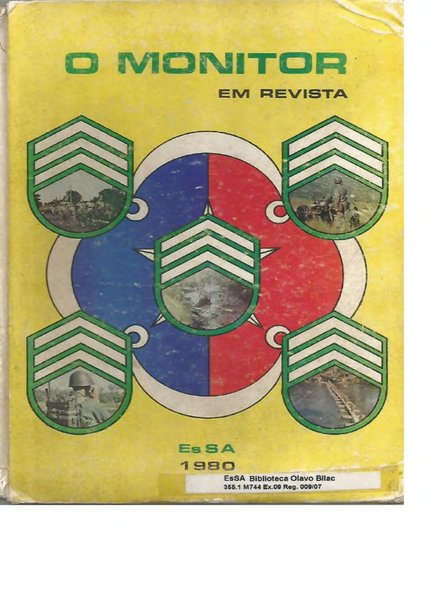 O MONITOR
EM REVISTA
EsSA
1980
EsSA Biblioteca Olavo Bilac
355.1 M744 Ex.09 Reg. 009/07